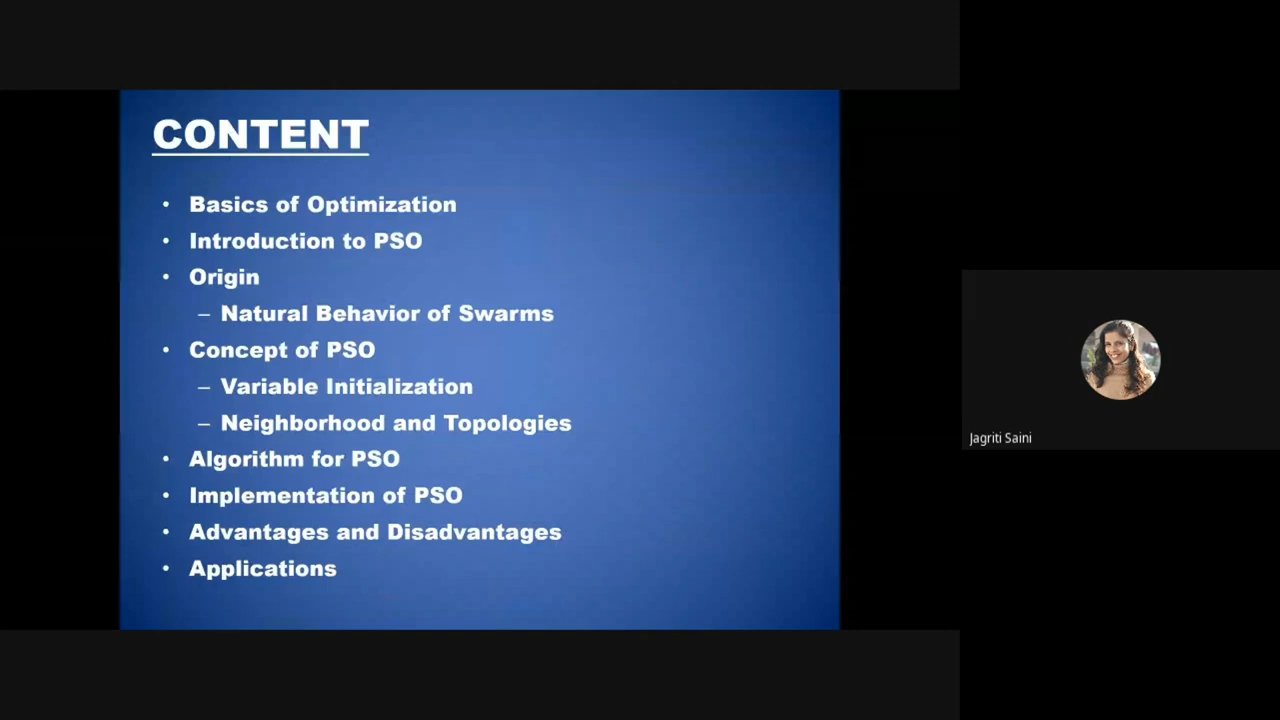 CONTENT
• Basics of Optimization
• Introduction to PSO
• Origin
– Natural Behavior of Swarms
• Concept of PSO
– Variable Initialization
– Neighborhood and Topologies
• Algorithm for PSO
• Implementation of PSO
• Advantages and Disadvantages
• Applications
Jagriti Saini